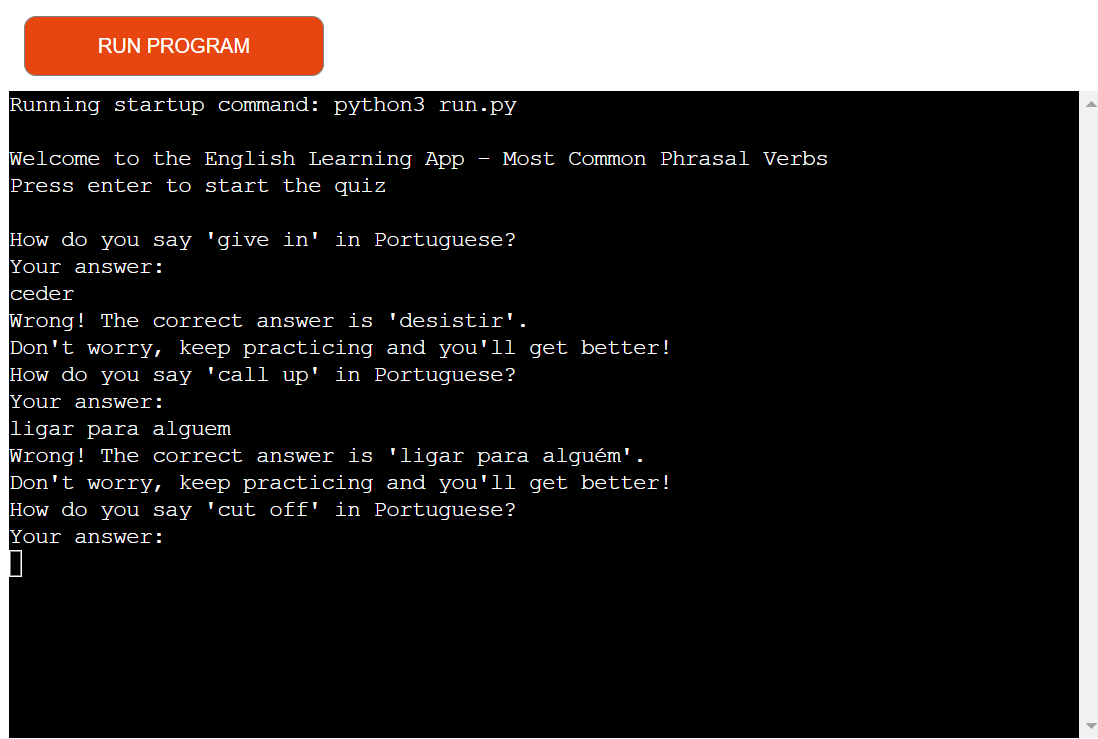 RUN PROGRAM
Running startup command: python3 run.py
Welcome to the English Learning App - Most Common Phrasal Verbs
Press enter to start the quiz
How do you say 'give in' in Portuguese?
Your answer:
ceder
Wrong! The correct answer is 'desistir'.
Don't worry, keep practicing and you'll get better!
How do you say 'call up' in Portuguese?
Your answer:
ligar para alguem
Wrong! The correct answer is 'ligar para alguém'.
Don't worry, keep practicing and you'll get better!
How do you say 'cut off' in Portuguese?
Your answer: